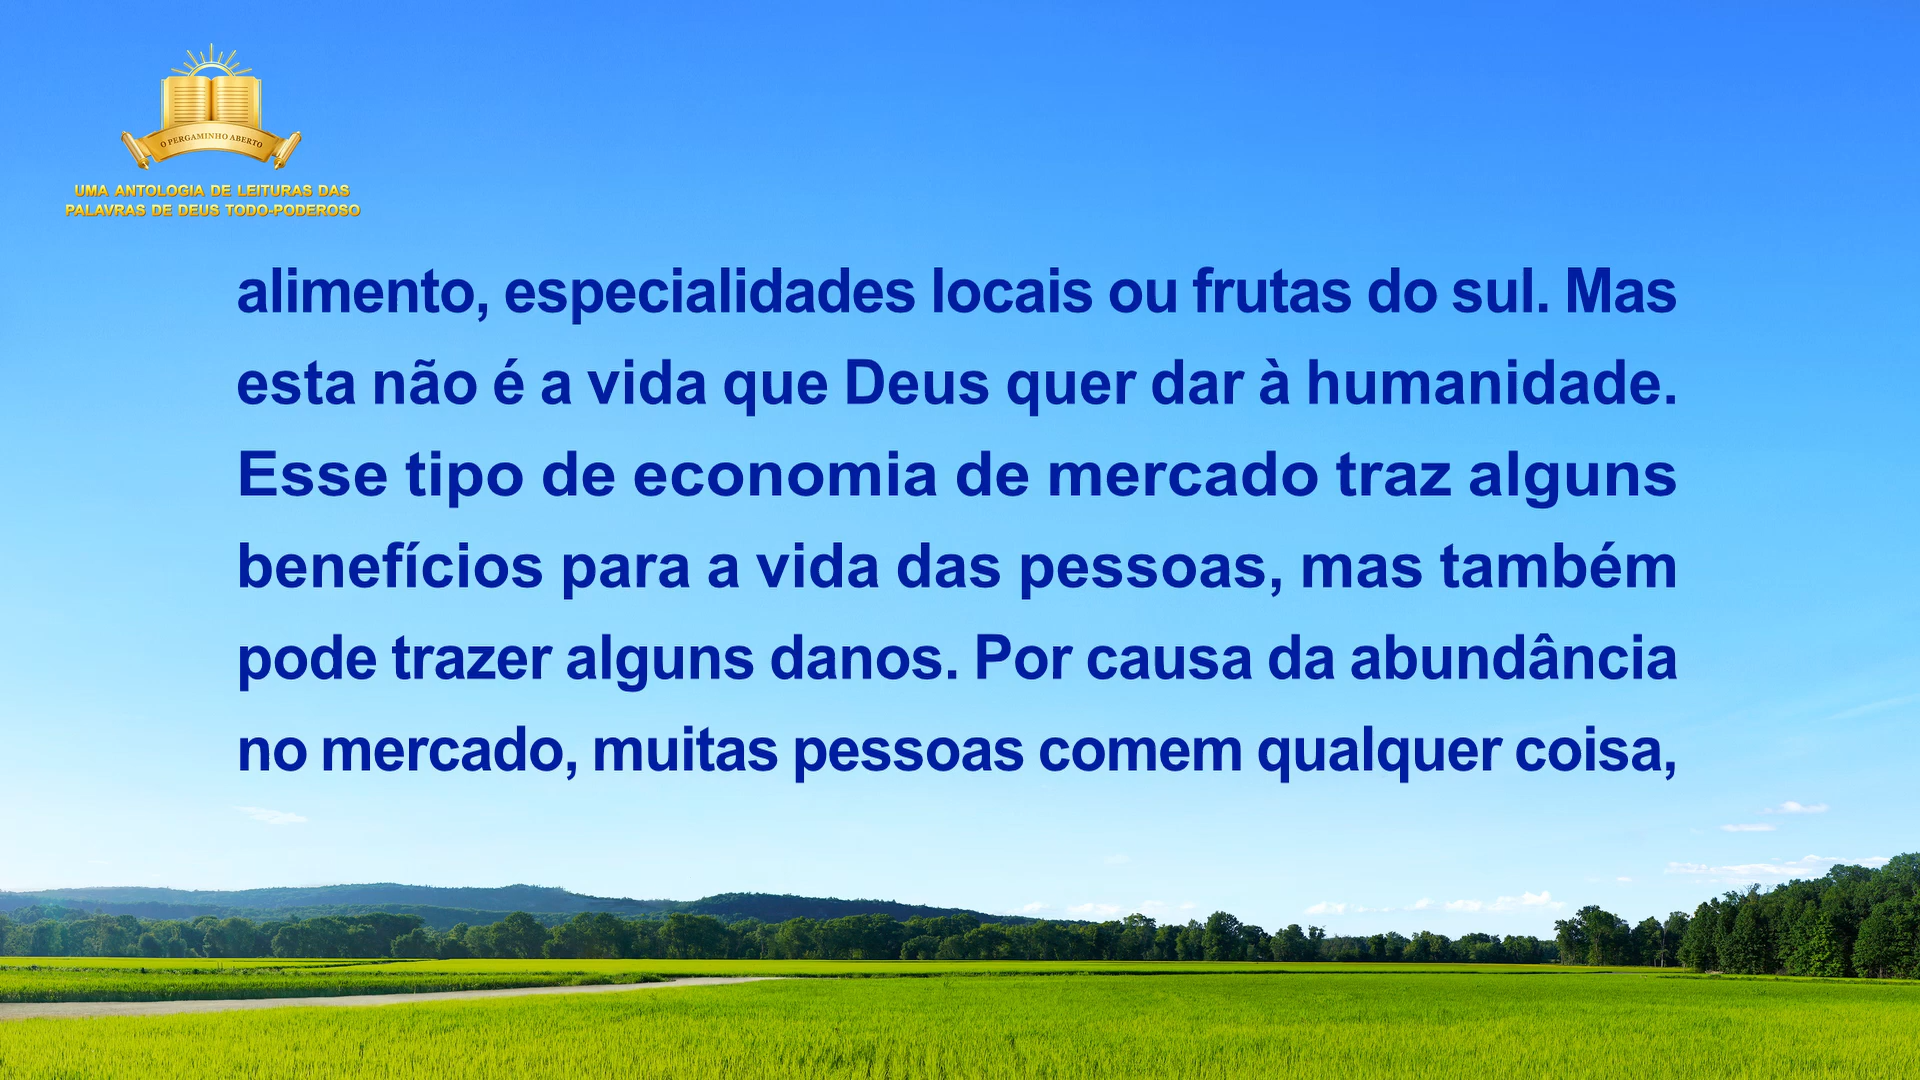 O PERGAMINHO ABERTO
UMA ANTOLOGIA DE LEITURAS DAS
PALAVRAS DE DEUS TODO-PODEROSO
alimento, especialidades locais ou frutas do sul. Mas
esta não é a vida que Deus quer dar à humanidade.
Esse tipo de economia de mercado traz alguns
benefícios para a vida das pessoas, mas também
pode trazer alguns danos. Por causa da abundância
no mercado, muitas pessoas comem qualquer coisa,